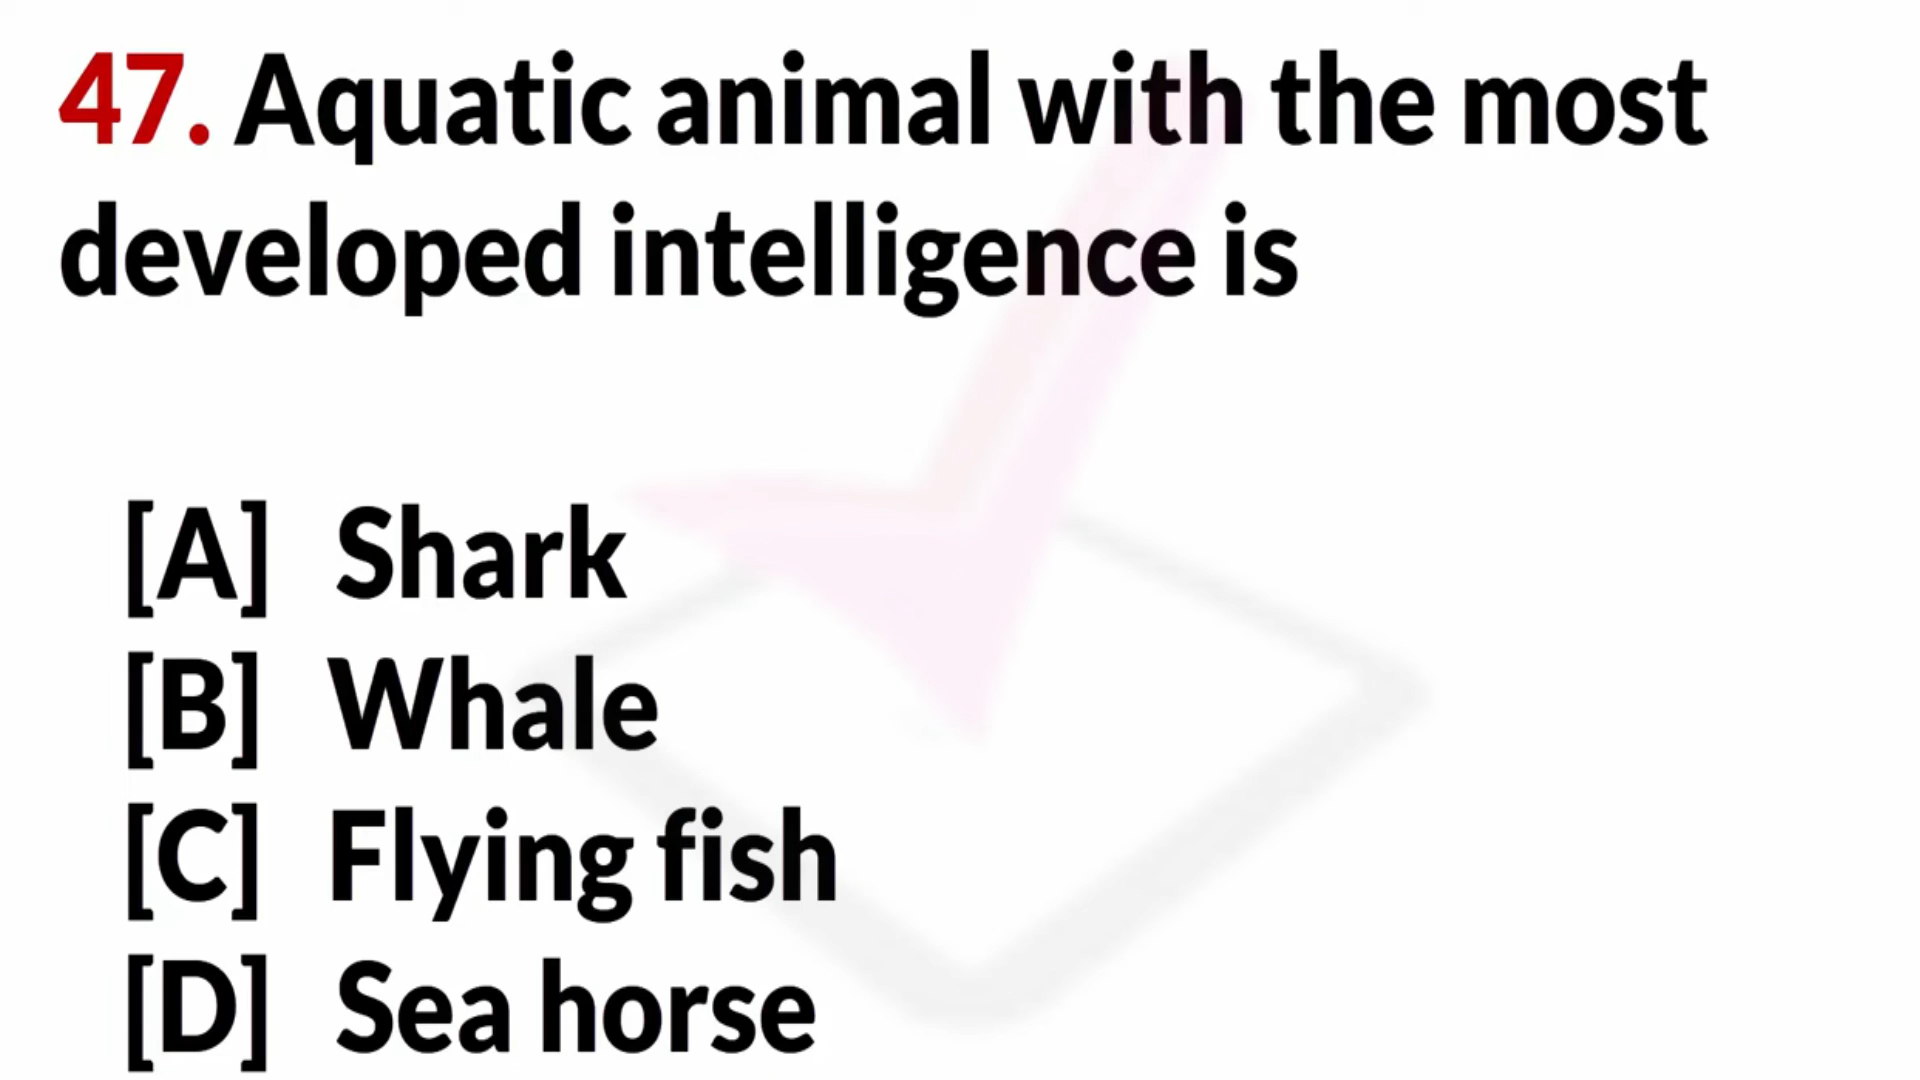 47. Aquatic animal with the most
developed intelligence is
[A] Shark
[B] Whale
[C] Flying fish
[D] Sea horse